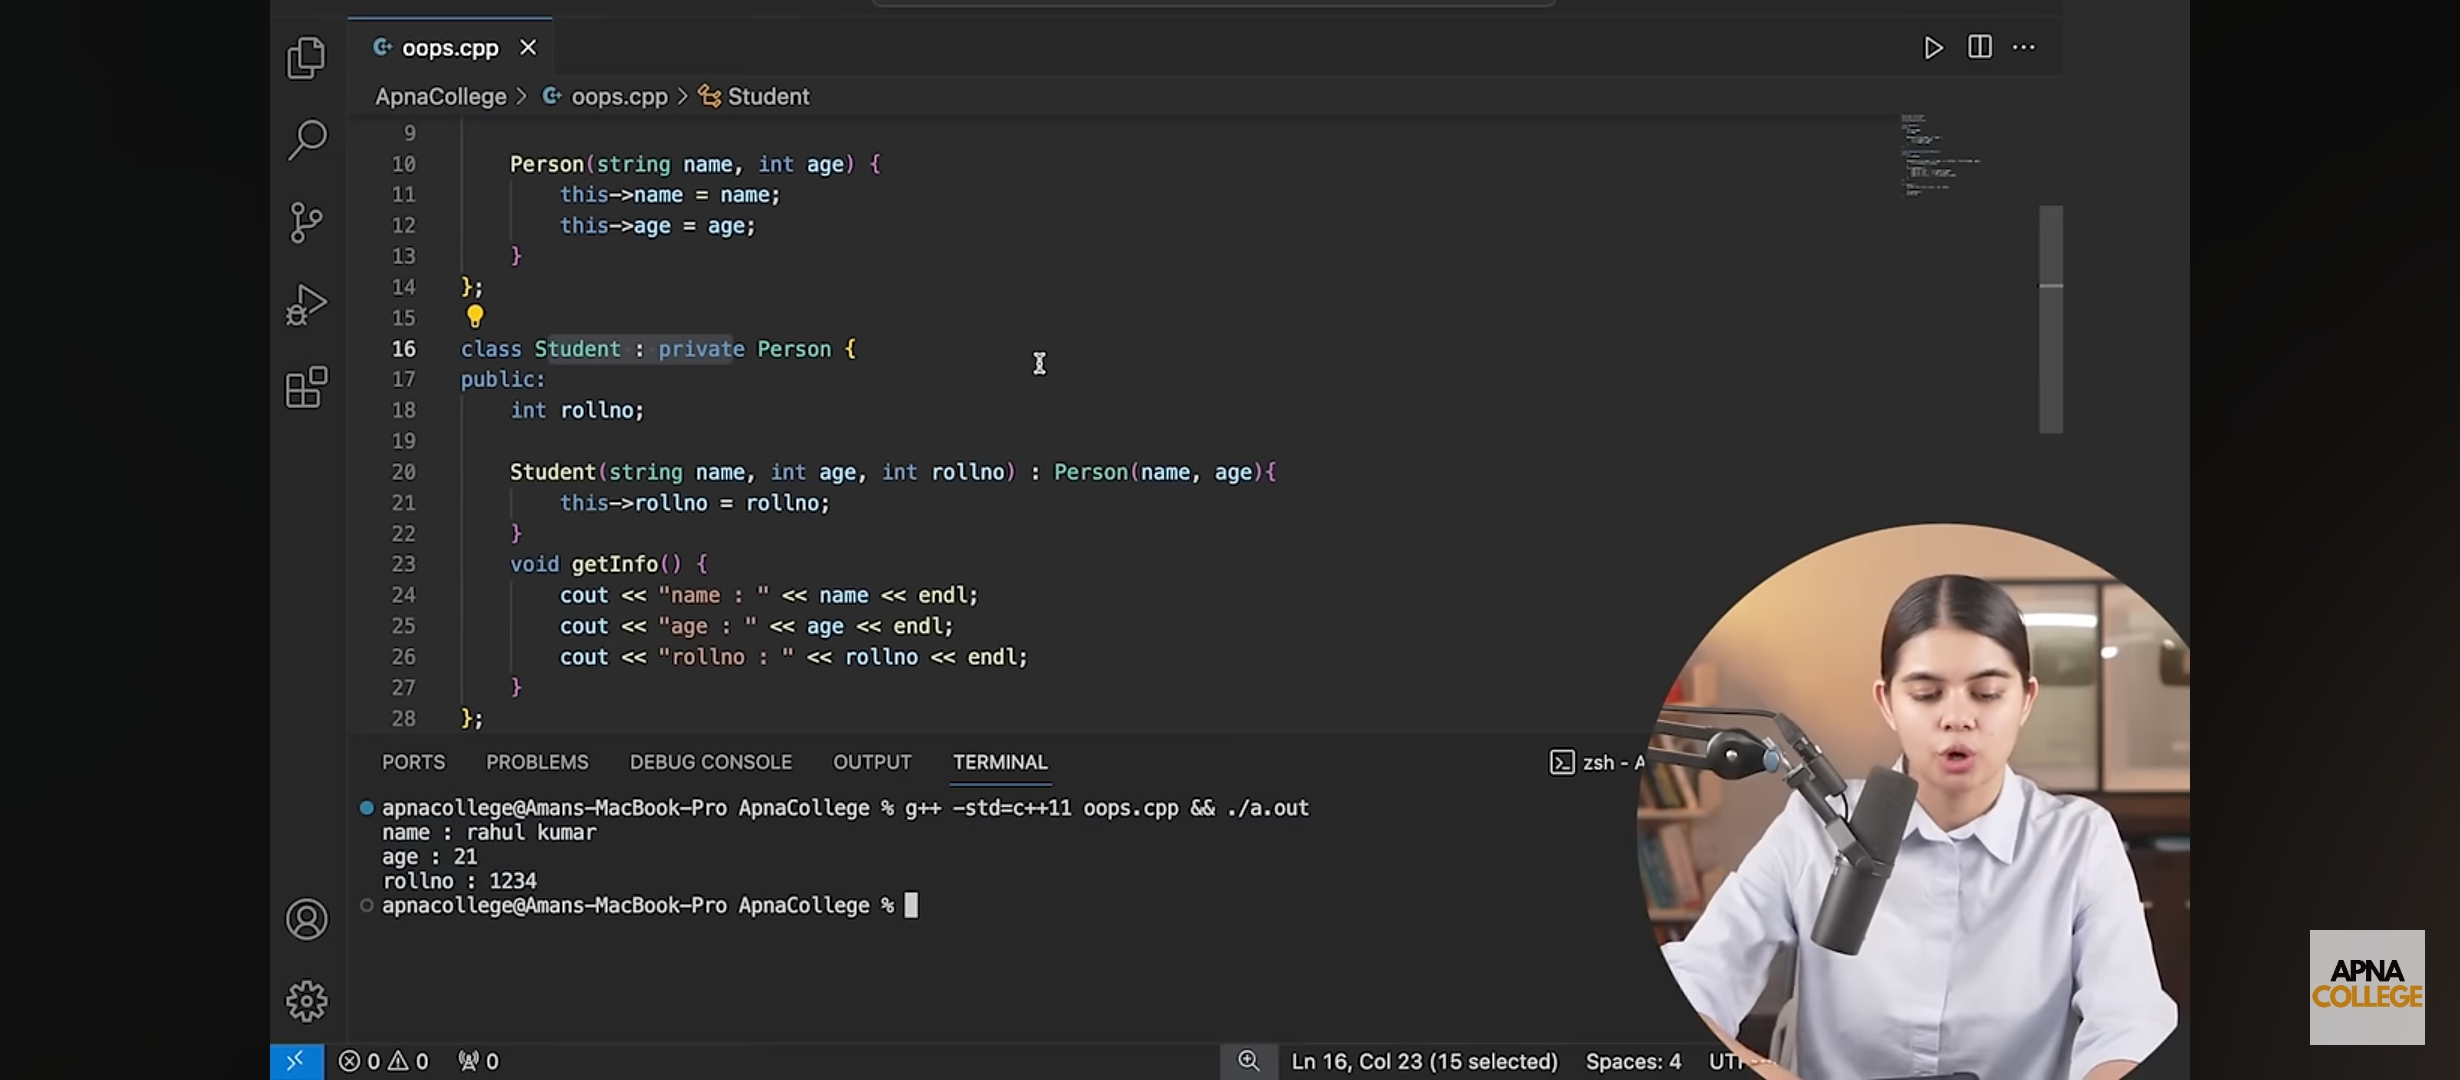 oops.cpp
ApnaCollege > oops.cpp > Student
9
10 Person(string name, int age) {
11 this->name = name;
12 this->age = age;
13 }
14 };
15
16 class Student : private Person {
17 public:
18 int rollno;
19
20 Student(string name, int age, int rollno) : Person(name, age){
21 this->rollno = rollno;
22 }
23 void getInfo() {
24 cout << "name : " << name << endl;
25 cout << "age : " << age << endl;
26 cout << "rollno : " << rollno << endl;
27 }
28 };
PORTS PROBLEMS DEBUG CONSOLE OUTPUT TERMINAL zsh - A
apnacollege@Amans-MacBook-Pro ApnaCollege % g++ -std=c++11 oops.cpp && ./a.out
name : rahul kumar
age : 21
rollno : 1234
apnacollege@Amans-MacBook-Pro ApnaCollege %
0 0 0 Ln 16, Col 23 (15 selected) Spaces: 4
APNA
COLLEGE